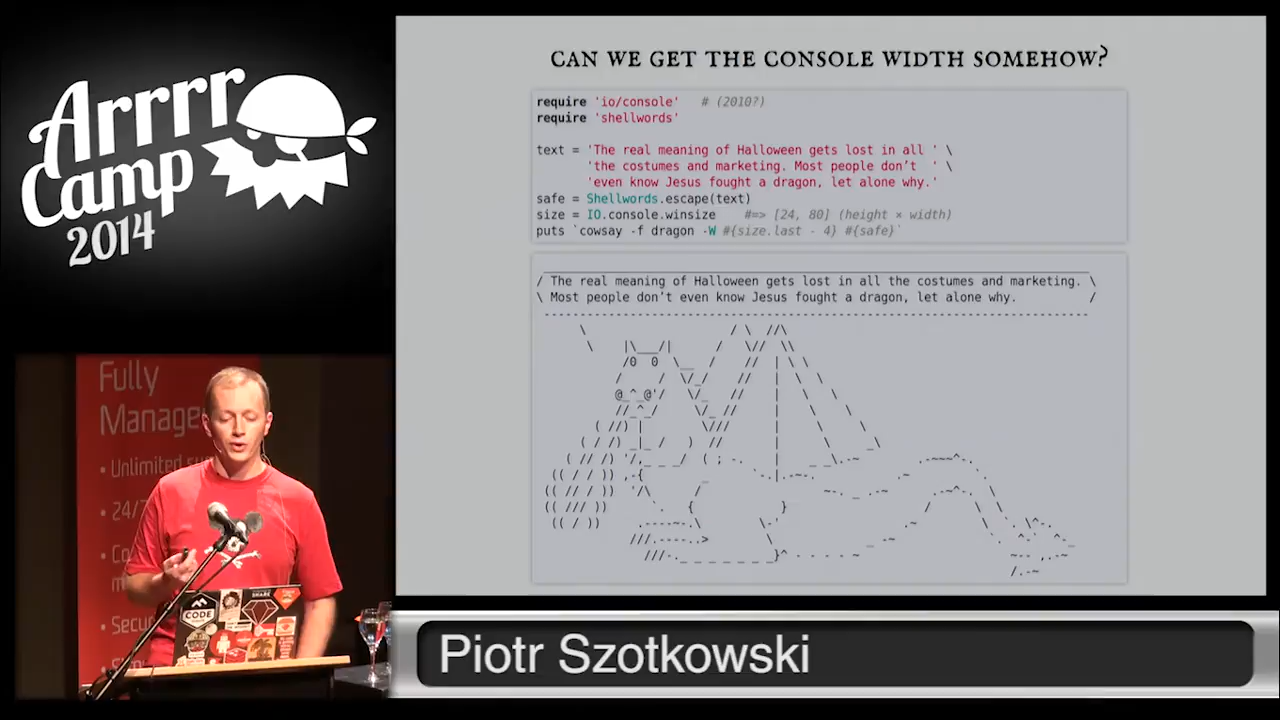 Arrrr
Camp
2014
CAN WE GET THE CONSOLE WIDTH SOMEHOW?
require 'io/console'   # (2010?)
require 'shellwords'
text = 'The real meaning of Halloween gets lost in all ' \
'the costumes and marketing. Most people don’t  ' \
'even know Jesus fought a dragon, let alone why.'
safe = Shellwords.escape(text)
size = IO.console.winsize    #=> [24, 80] (height × width)
puts `cowsay -f dragon -W #{size.last - 4} #{safe}`
/ The real meaning of Halloween gets lost in all the costumes and marketing. \
\ Most people don’t even know Jesus fought a dragon, let alone why. /
Fully
Manage
• Unlimited su
• 24/7
• Co
m
• Secu
CODE
Piotr Szotkowski